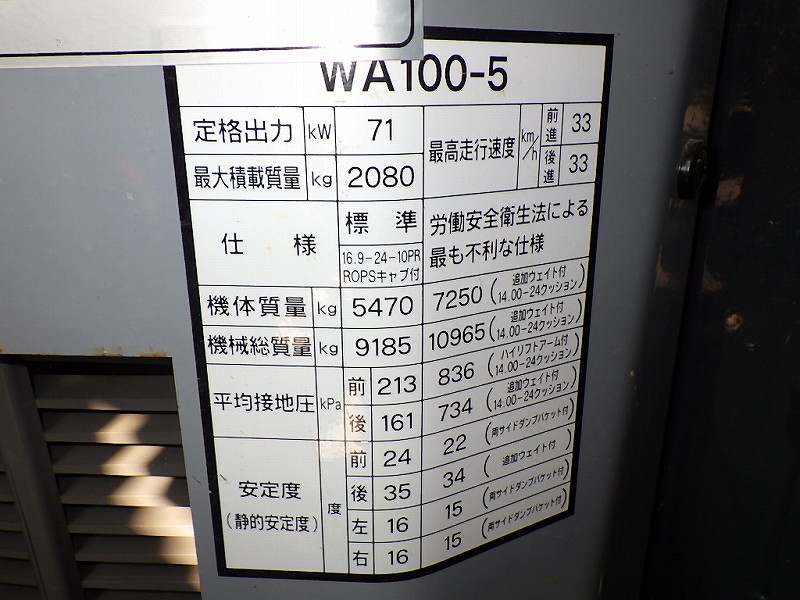 WA100-5
定格出力 kW 71 最高走行速度 km/h 前進 33
後進 33
最大積載質量 kg 2080
仕様 標準 労働安全衛生法による
最も不利な仕様
16.9-24-10PR
ROPSキャブ付
機体質量 kg 5470 7250 (追加ウェイト付
14.00-24クッション)
機械総質量 kg 9185 10965 (追加ウェイト付
14.00-24クッション)
平均接地圧 kPa 前 213 836 (ハイリフトアーム付
14.00-24クッション)
後 161 734 (追加ウェイト付
14.00-24クッション)
安定度
(静的安定度) 度 前 24 22 (両サイドダンプバケット付)
後 35 34 (追加ウェイト付)
左 16 15 (両サイドダンプバケット付)
右 16 15 (両サイドダンプバケット付)